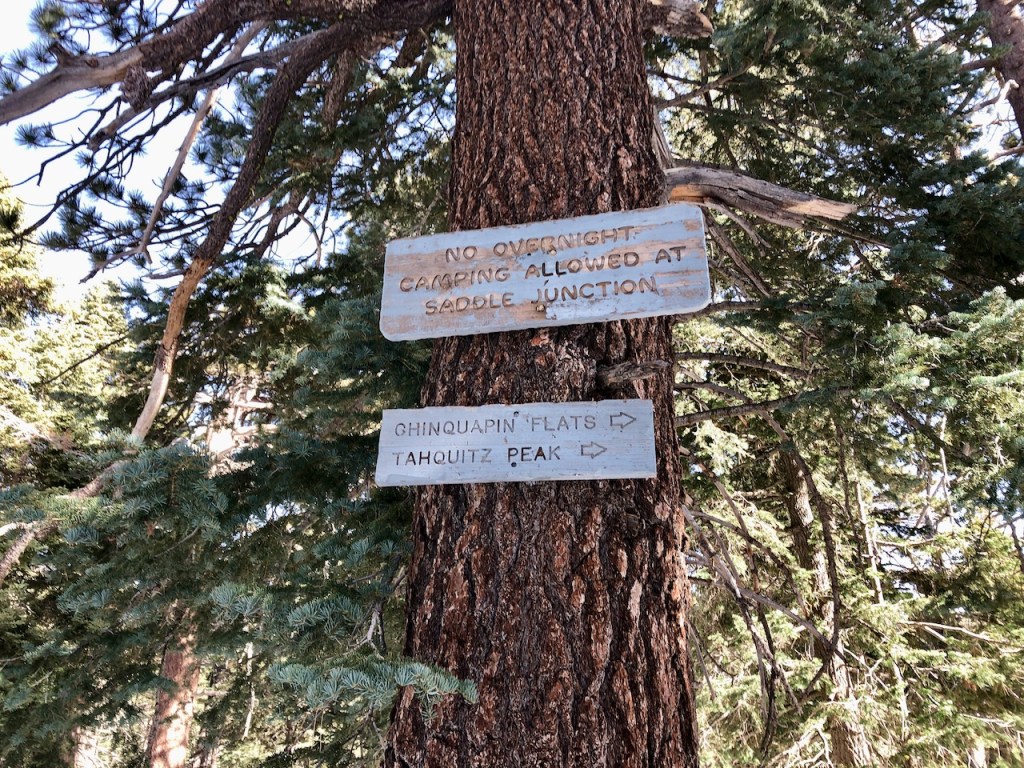 NO OVERNIGHT
CAMPING ALLOWED AT
SADDLE JUNCTION
CHINQUAPIN FLATS
TAHQUITZ PEAK